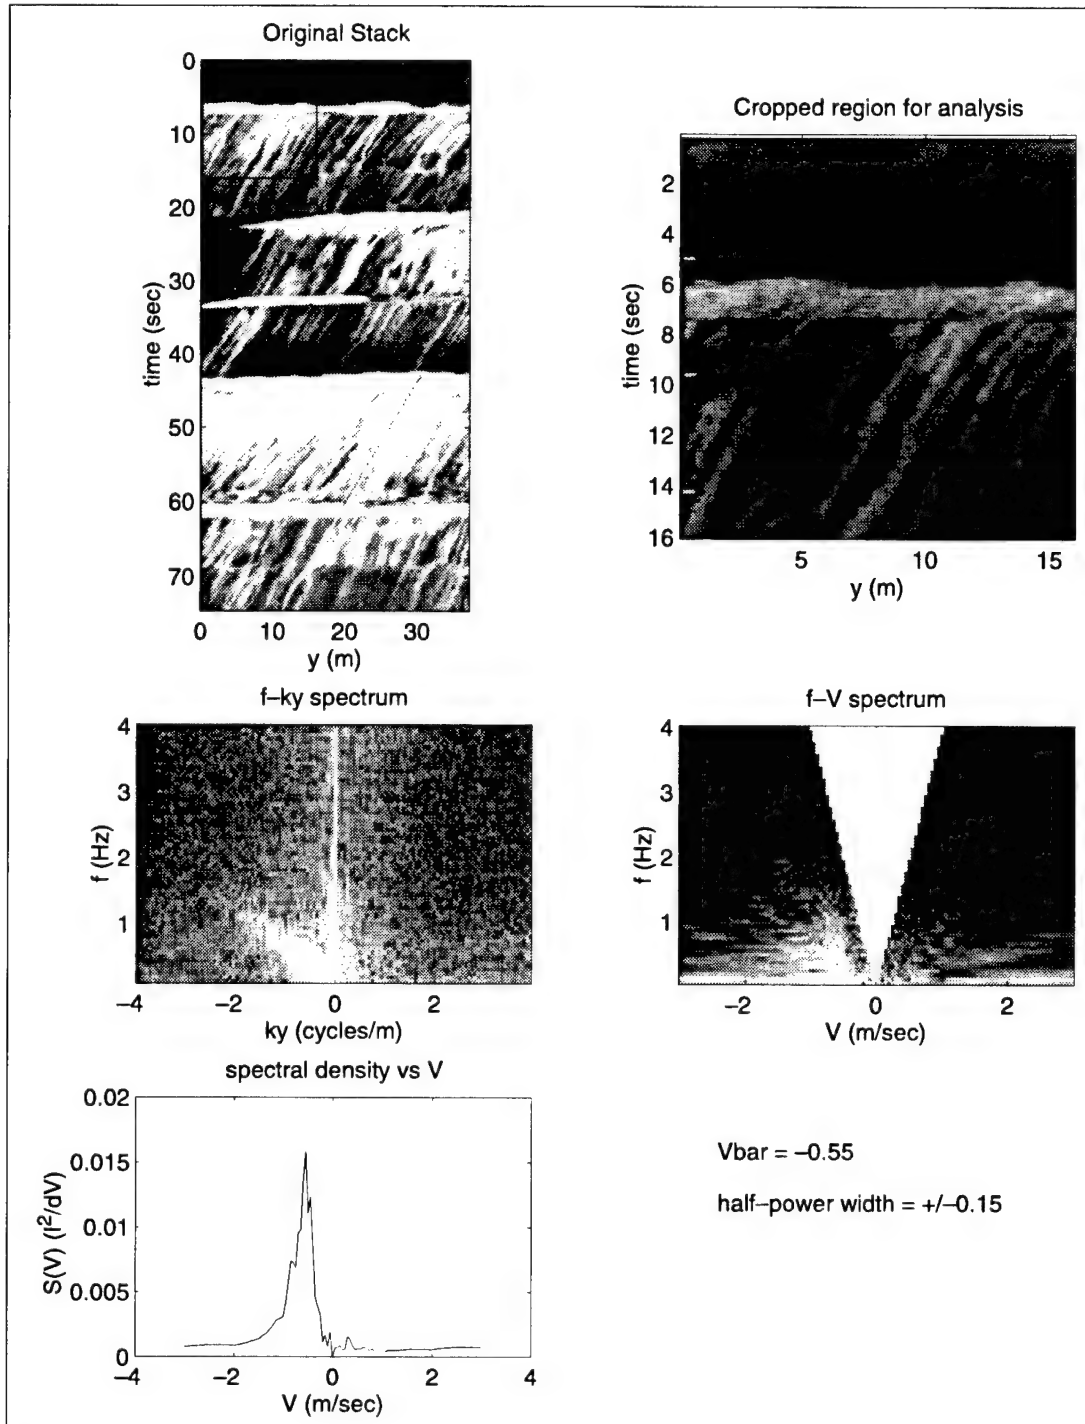 Original Stack
0
10
20
30
40
50
60
70
time (sec)
0 10 20 30
y (m)
Cropped region for analysis
2
4
6
8
10
12
14
16
time (sec)
5 10 15
y (m)
f–ky spectrum
4
3
2
1
f (Hz)
–4 –2 0 2
ky (cycles/m)
f–V spectrum
4
3
2
1
f (Hz)
–2 0 2
V (m/sec)
spectral density vs V
0.02
0.015
0.01
0.005
0
S(V) (I^2/dV)
–4 –2 0 2 4
V (m/sec)
Vbar = –0.55
half–power width = +/–0.15